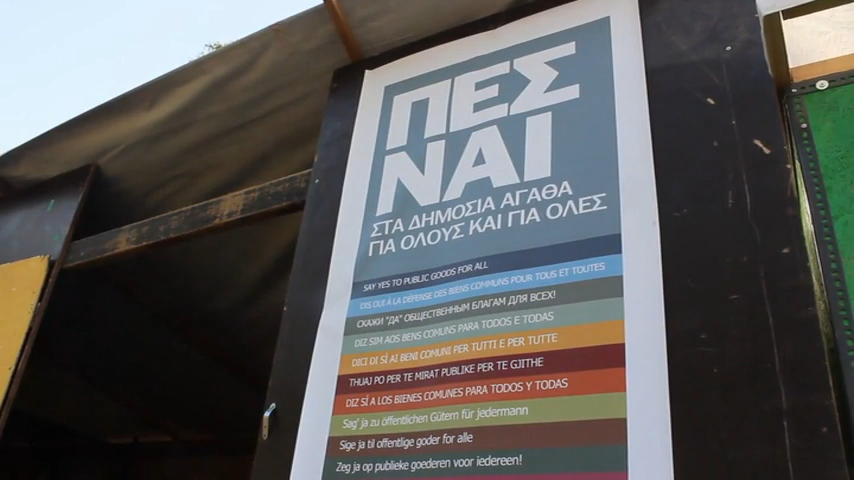 ΠΕΣ
ΝΑΙ
ΣΤΑ ΔΗΜΟΣΙΑ ΑΓΑΘΑ
ΓΙΑ ΟΛΟΥΣ ΚΑΙ ΓΙΑ ΟΛΕΣ
SAY YES TO PUBLIC GOODS FOR ALL
DIS OUI À LA DÉFENSE DES BIENS COMMUNS POUR TOUS ET TOUTES
СКАЖИ "ДА" ОБЩЕСТВЕННЫМ БЛАГАМ ДЛЯ ВСЕХ!
DIZ SIM AOS BENS COMUNS PARA TODOS E TODAS
DICI DI SÌ AI BENI COMUNI PER TUTTI E PER TUTTE
THUAJ PO PER TE MIRAT PUBLIKE PER TE GJITHE
DIZ SÍ A LOS BIENES COMUNES PARA TODOS Y TODAS
Sag' ja zu öffentlichen Gütern für jedermann
Sige ja til offentlige goder for alle
Zeg ja op publieke goederen voor iedereen!